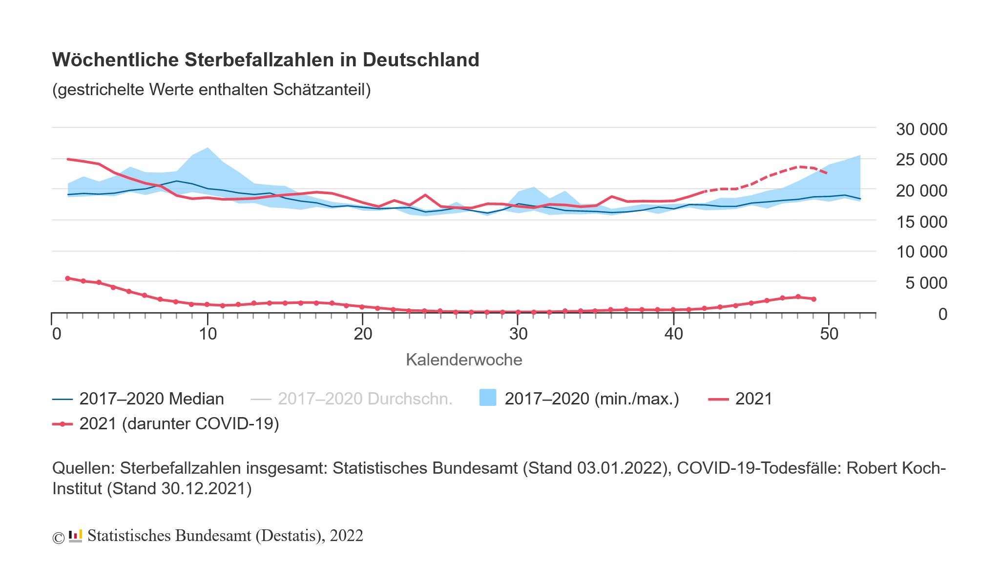 Wöchentliche Sterbefallzahlen in Deutschland
(gestrichelte Werte enthalten Schätzanteil)
30 000
25 000
20 000
15 000
10 000
5 000
0
0 10 20 30 40 50
Kalenderwoche
2017–2020 Median 2017–2020 Durchschn. 2017–2020 (min./max.) 2021
2021 (darunter COVID-19)
Quellen: Sterbefallzahlen insgesamt: Statistisches Bundesamt (Stand 03.01.2022), COVID-19-Todesfälle: Robert Koch-
Institut (Stand 30.12.2021)
© Statistisches Bundesamt (Destatis), 2022